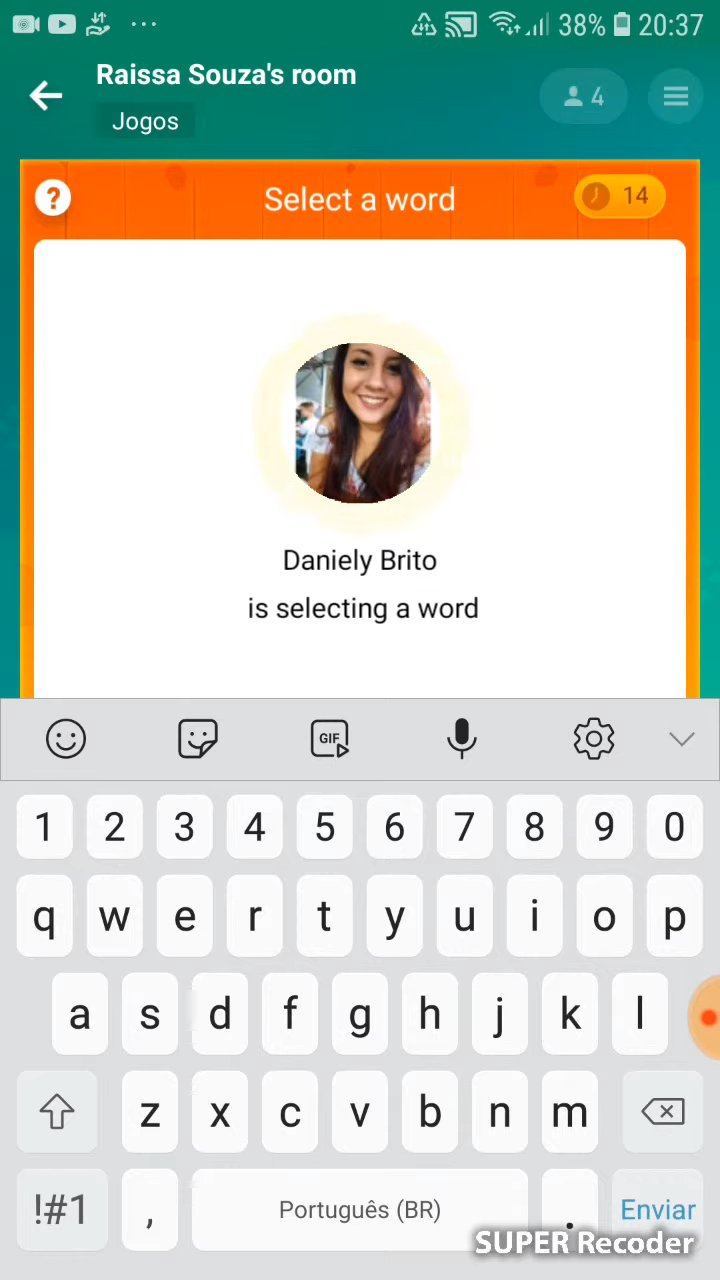 38% 20:37
Raissa Souza's room
Jogos
4
?
Select a word
14
Daniely Brito
is selecting a word
GIF
1 2 3 4 5 6 7 8 9 0
q w e r t y u i o p
a s d f g h j k l
z x c v b n m
!#1 , Português (BR) . Enviar
SUPER Recoder